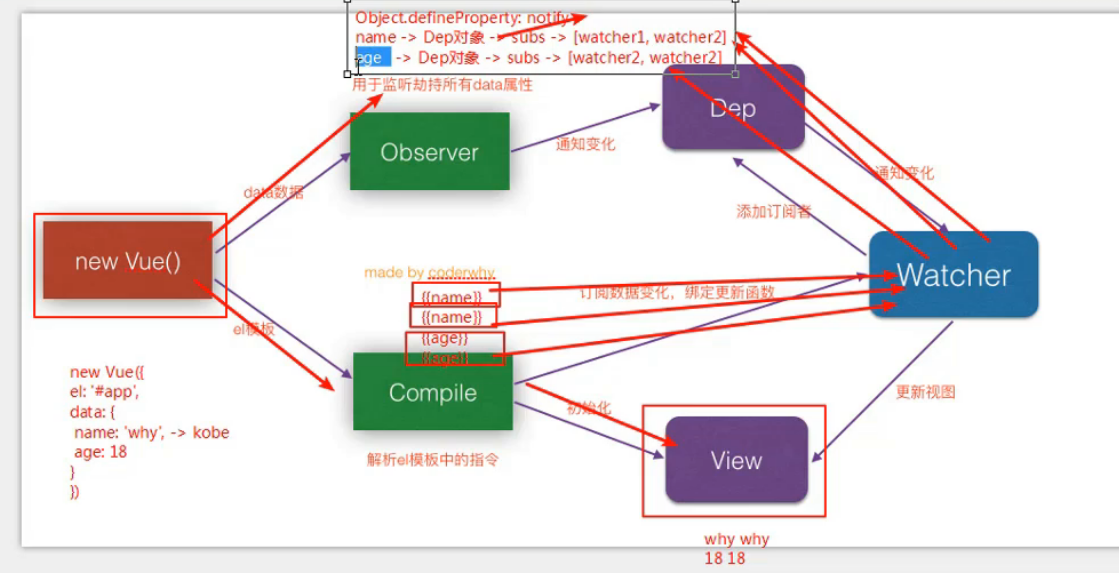 Object.defineProperty: notify
name -> Dep对象 -> subs -> [watcher1, watcher2]
age -> Dep对象 -> subs -> [watcher2, watcher2]
用于监听劫持所有data属性
Dep
Observer
通知变化
通知变化
data数据
添加订阅者
new Vue()
made by coderwhy
Watcher
{{name}}
订阅数据变化，绑定更新函数
{{name}}
el模板
{{age}}
{{age}}
new Vue({
el: '#app',
data: {
name: 'why', -> kobe
age: 18
}
})
Compile
更新视图
初始化
解析el模板中的指令
View
why why
18 18